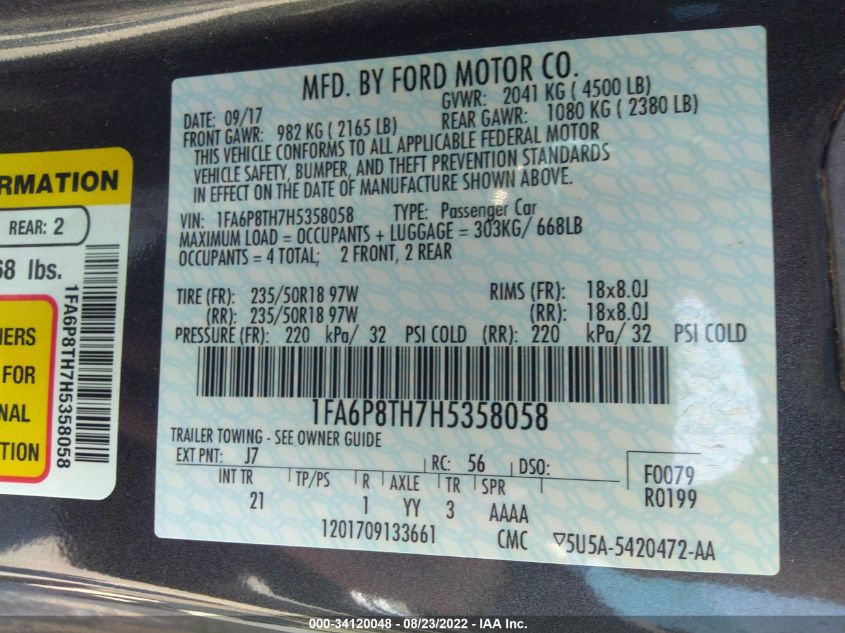 MFD. BY FORD MOTOR CO.
DATE: 09/17 GVWR: 2041 KG ( 4500 LB)
FRONT GAWR: 982 KG ( 2165 LB) REAR GAWR: 1080 KG ( 2380 LB)
THIS VEHICLE CONFORMS TO ALL APPLICABLE FEDERAL MOTOR
VEHICLE SAFETY, BUMPER, AND THEFT PREVENTION STANDARDS
IN EFFECT ON THE DATE OF MANUFACTURE SHOWN ABOVE.
VIN: 1FA6P8TH7H5358058 TYPE: Passenger Car
MAXIMUM LOAD = OCCUPANTS + LUGGAGE = 303KG/ 668LB
OCCUPANTS = 4 TOTAL; 2 FRONT, 2 REAR
TIRE (FR): 235/50R18 97W RIMS (FR): 18x8.0J
(RR): 235/50R18 97W (RR): 18x8.0J
PRESSURE (FR): 220 kPa/ 32 PSI COLD (RR): 220 kPa/ 32 PSI COLD
1FA6P8TH7H5358058
TRAILER TOWING - SEE OWNER GUIDE
EXT PNT: J7 RC: 56 DSO: F0079
R0199
INT TR TP/PS R AXLE TR SPR
21 1 YY 3 AAAA
1201709133661 CMC ▽5U5A-5420472-AA
RMATION
REAR: 2
68 lbs.
1FA6P8TH7H5358058
NERS
FOR
NAL
TION
000-34120048 - 08/23/2022 - IAA Inc.